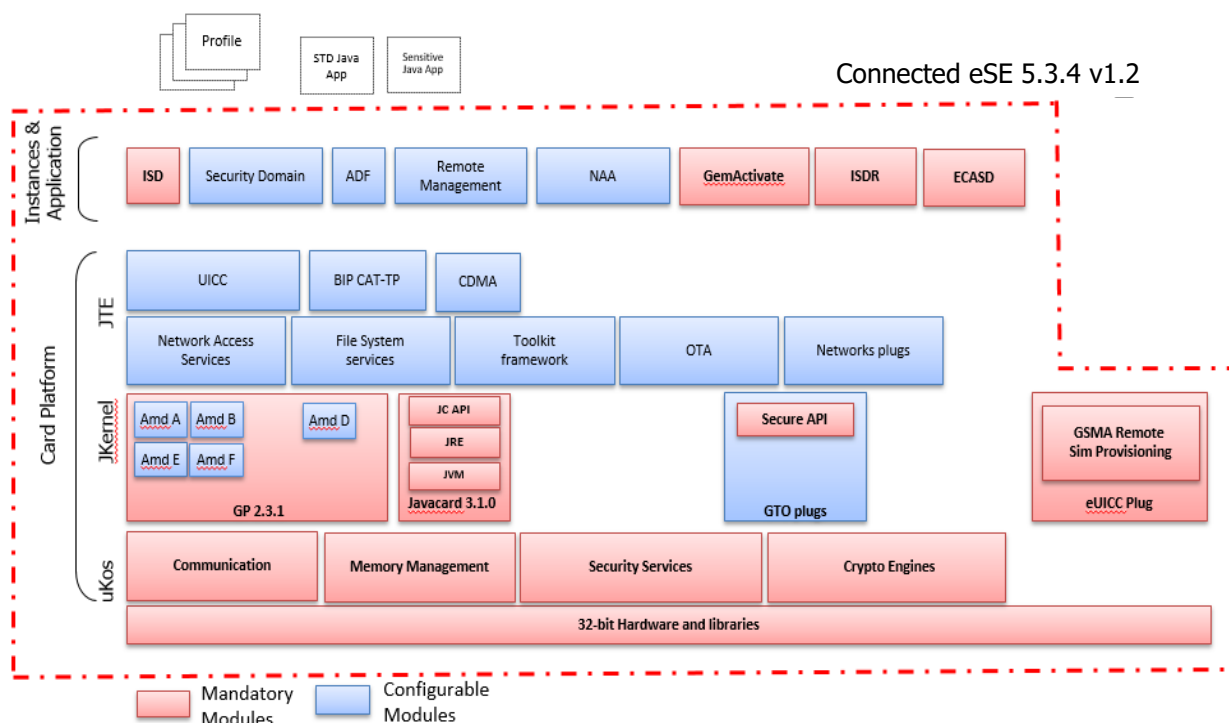 Profile
STD Java
App
Sensitive
Java App
Connected eSE 5.3.4 v1.2
Instances &
Application
ISD
Security Domain
ADF
Remote
Management
NAA
GemActivate
ISDR
ECASD
Card Platform
JTE
UICC
BIP CAT-TP
CDMA
Network Access
Services
File System
services
Toolkit
framework
OTA
Networks plugs
JKernel
Amd A
Amd B
Amd D
Amd E
Amd F
GP 2.3.1
JC API
JRE
JVM
Javacard 3.1.0
Secure API
GTO plugs
GSMA Remote
Sim Provisioning
eUICC Plug
uKos
Communication
Memory Management
Security Services
Crypto Engines
32-bit Hardware and libraries
Mandatory
Modules
Configurable
Modules